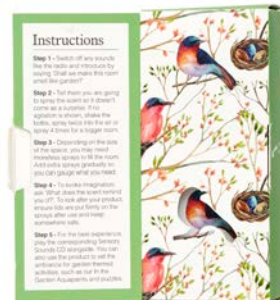 Instructions
Step 1 - Switch off any sounds
like the radio and introduce by
saying 'Shall we make this room
smell like garden?'
Step 2 - Tell them you are going
to spray the scent so it doesn't
come as a surprise. If no
agitation is shown, shake the
bottle, spray twice into the air or
spray 4 times for a bigger room.
Step 3 - Depending on the size
of the space, you may need
more/less sprays to fill the room.
Add extra sprays gradually so
you can gauge what you need.
Step 4 - To evoke imagination
ask 'What does the scent remind
you of?'. To look after your product
ensure lids are put firmly on the
sprays after use and keep
somewhere safe.
Step 5 - For the best experience,
play the corresponding Sensory
Sounds CD alongside. You can
also use the product to set the
ambiance for garden themed
activities, such as our In the
Garden Aquapaints and puzzles.